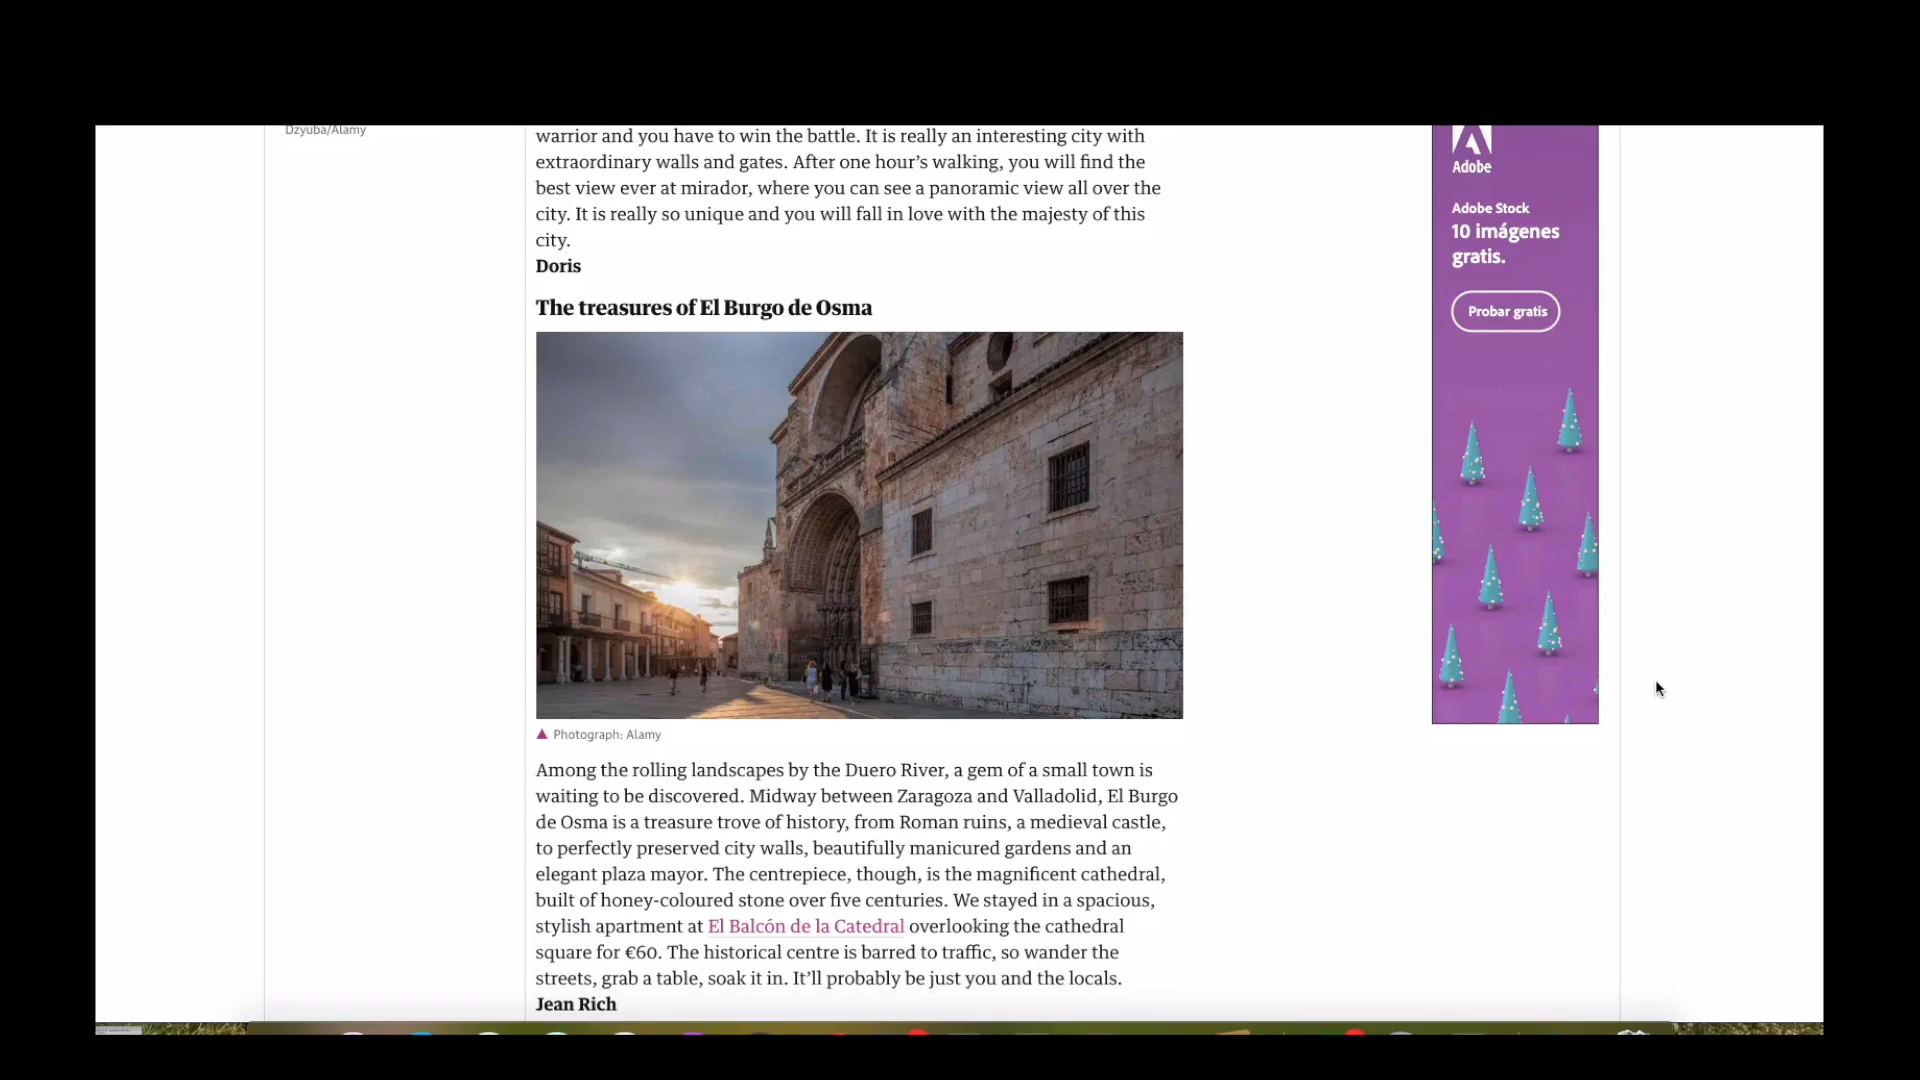 Dzyuba/Alamy
warrior and you have to win the battle. It is really an interesting city with
extraordinary walls and gates. After one hour’s walking, you will find the
best view ever at mirador, where you can see a panoramic view all over the
city. It is really so unique and you will fall in love with the majesty of this
city.
Doris
The treasures of El Burgo de Osma
Photograph: Alamy
Among the rolling landscapes by the Duero River, a gem of a small town is
waiting to be discovered. Midway between Zaragoza and Valladolid, El Burgo
de Osma is a treasure trove of history, from Roman ruins, a medieval castle,
to perfectly preserved city walls, beautifully manicured gardens and an
elegant plaza mayor. The centrepiece, though, is the magnificent cathedral,
built of honey-coloured stone over five centuries. We stayed in a spacious,
stylish apartment at El Balcón de la Catedral overlooking the cathedral
square for €60. The historical centre is barred to traffic, so wander the
streets, grab a table, soak it in. It’ll probably be just you and the locals.
Jean Rich
Adobe
Adobe Stock
10 imágenes
gratis.
Probar gratis